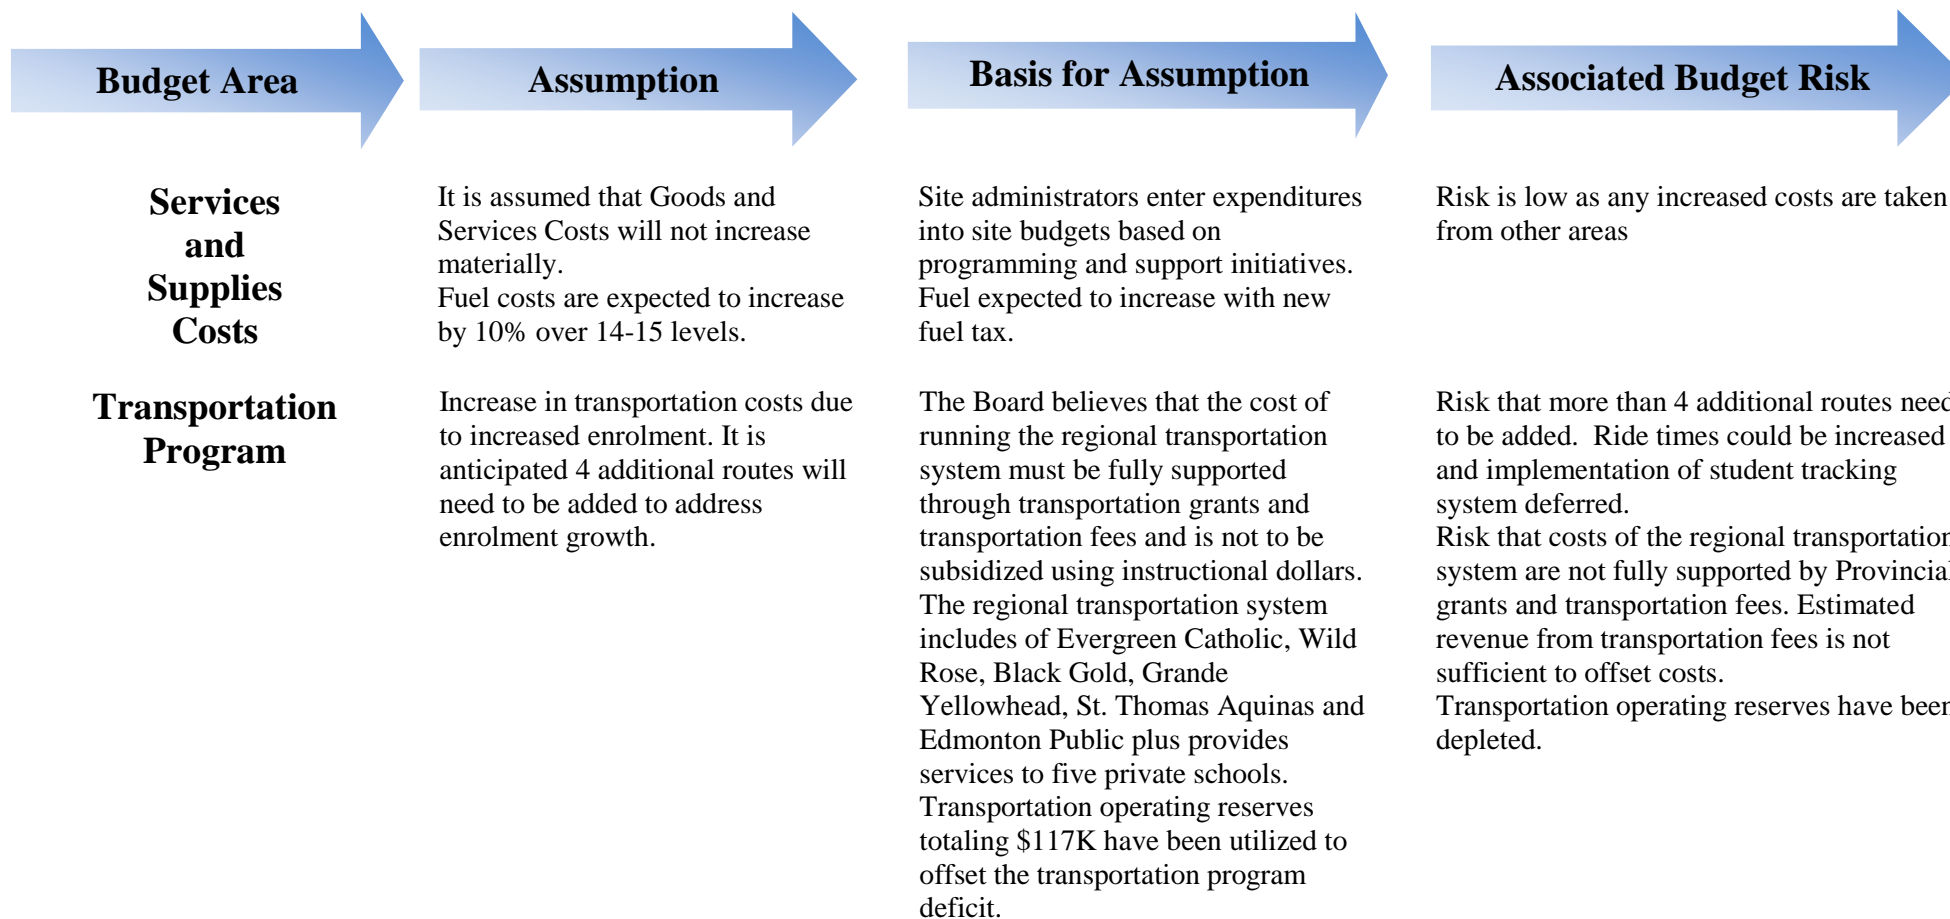 Budget Area
Assumption
Basis for Assumption
Associated Budget Risk
Services
and
Supplies
Costs
It is assumed that Goods and
Services Costs will not increase
materially.
Fuel costs are expected to increase
by 10% over 14-15 levels.
Site administrators enter expenditures
into site budgets based on
programming and support initiatives.
Fuel expected to increase with new
fuel tax.
Risk is low as any increased costs are taken
from other areas
Transportation
Program
Increase in transportation costs due
to increased enrolment. It is
anticipated 4 additional routes will
need to be added to address
enrolment growth.
The Board believes that the cost of
running the regional transportation
system must be fully supported
through transportation grants and
transportation fees and is not to be
subsidized using instructional dollars.
The regional transportation system
includes of Evergreen Catholic, Wild
Rose, Black Gold, Grande
Yellowhead, St. Thomas Aquinas and
Edmonton Public plus provides
services to five private schools.
Transportation operating reserves
totaling $117K have been utilized to
offset the transportation program
deficit.
Risk that more than 4 additional routes need
to be added. Ride times could be increased
and implementation of student tracking
system deferred.
Risk that costs of the regional transportation
system are not fully supported by Provincial
grants and transportation fees. Estimated
revenue from transportation fees is not
sufficient to offset costs.
Transportation operating reserves have been
depleted.